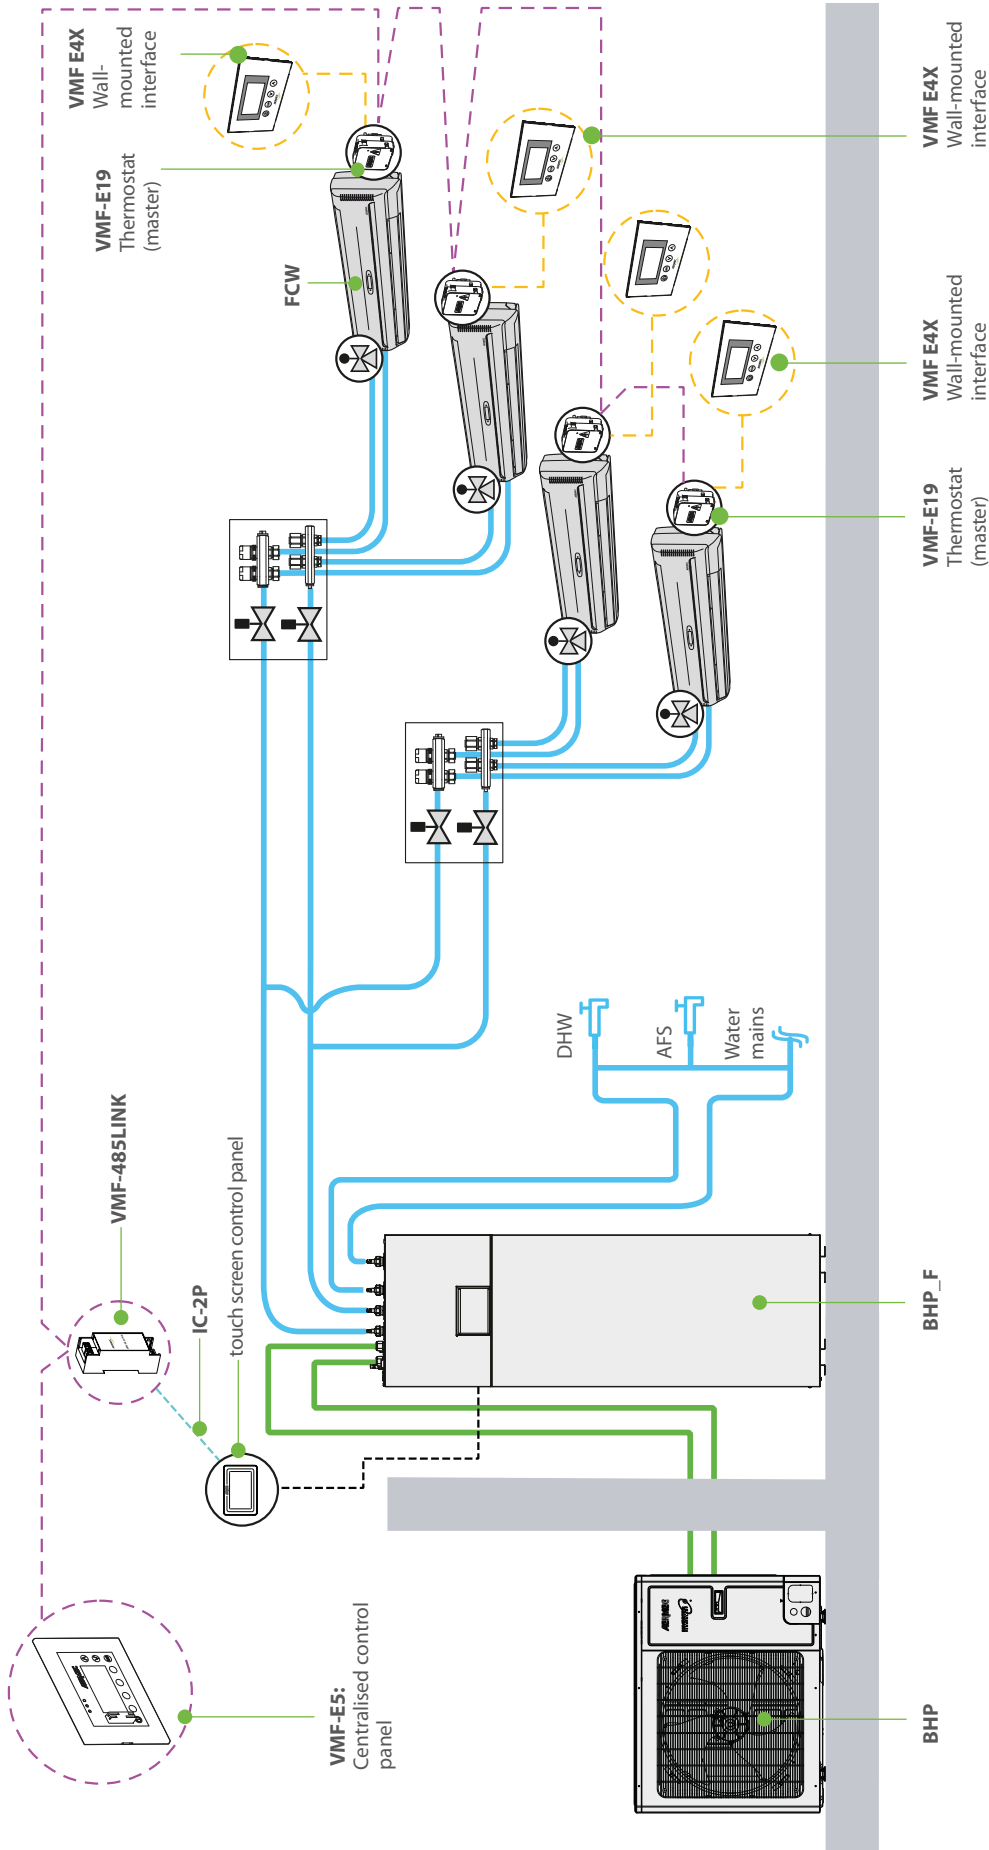 VMF E4X
Wall-
mounted
interface
VMF-E19
Thermostat
(master)
FCW
VMF E4X
Wall-mounted
interface
VMF E4X
Wall-mounted
interface
VMF-E19
Thermostat
(master)
DHW
AFS
Water
mains
VMF-485LINK
IC-2P
touch screen control panel
BHP_F
VMF-E5:
Centralised control
panel
BHP